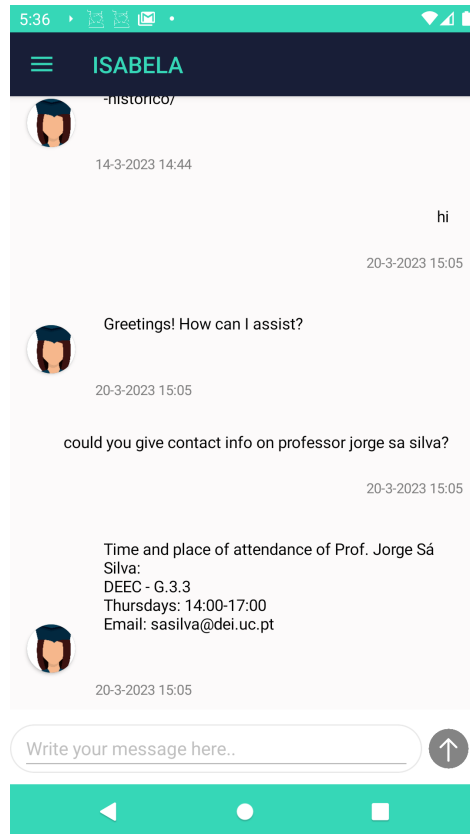 5:36
ISABELA
-historico/
14-3-2023 14:44
hi
20-3-2023 15:05
Greetings! How can I assist?
20-3-2023 15:05
could you give contact info on professor jorge sa silva?
20-3-2023 15:05
Time and place of attendance of Prof. Jorge Sá
Silva:
DEEC - G.3.3
Thursdays: 14:00-17:00
Email: sasilva@dei.uc.pt
20-3-2023 15:05
Write your message here..